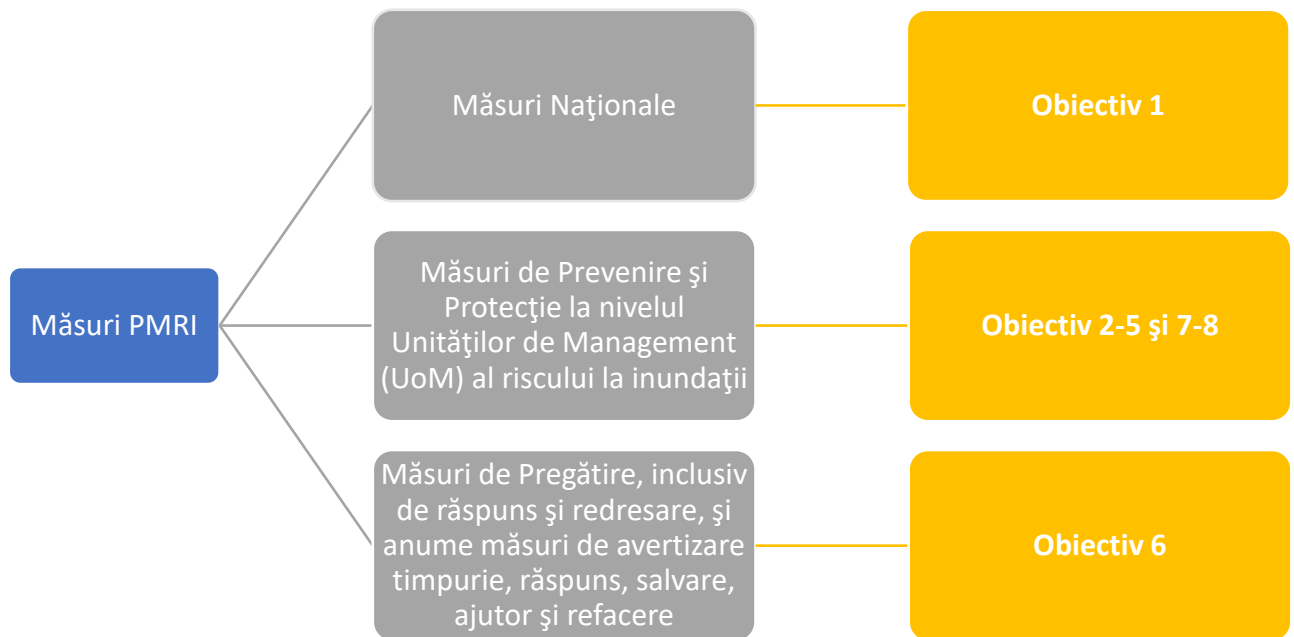 Măsuri PMRI
Măsuri Naţionale
Obiectiv 1
Măsuri de Prevenire şi
Protecţie la nivelul
Unităţilor de Management
(UoM) al riscului la inundaţii
Obiectiv 2-5 şi 7-8
Măsuri de Pregătire, inclusiv
de răspuns şi redresare, şi
anume măsuri de avertizare
timpurie, răspuns, salvare,
ajutor şi refacere
Obiectiv 6